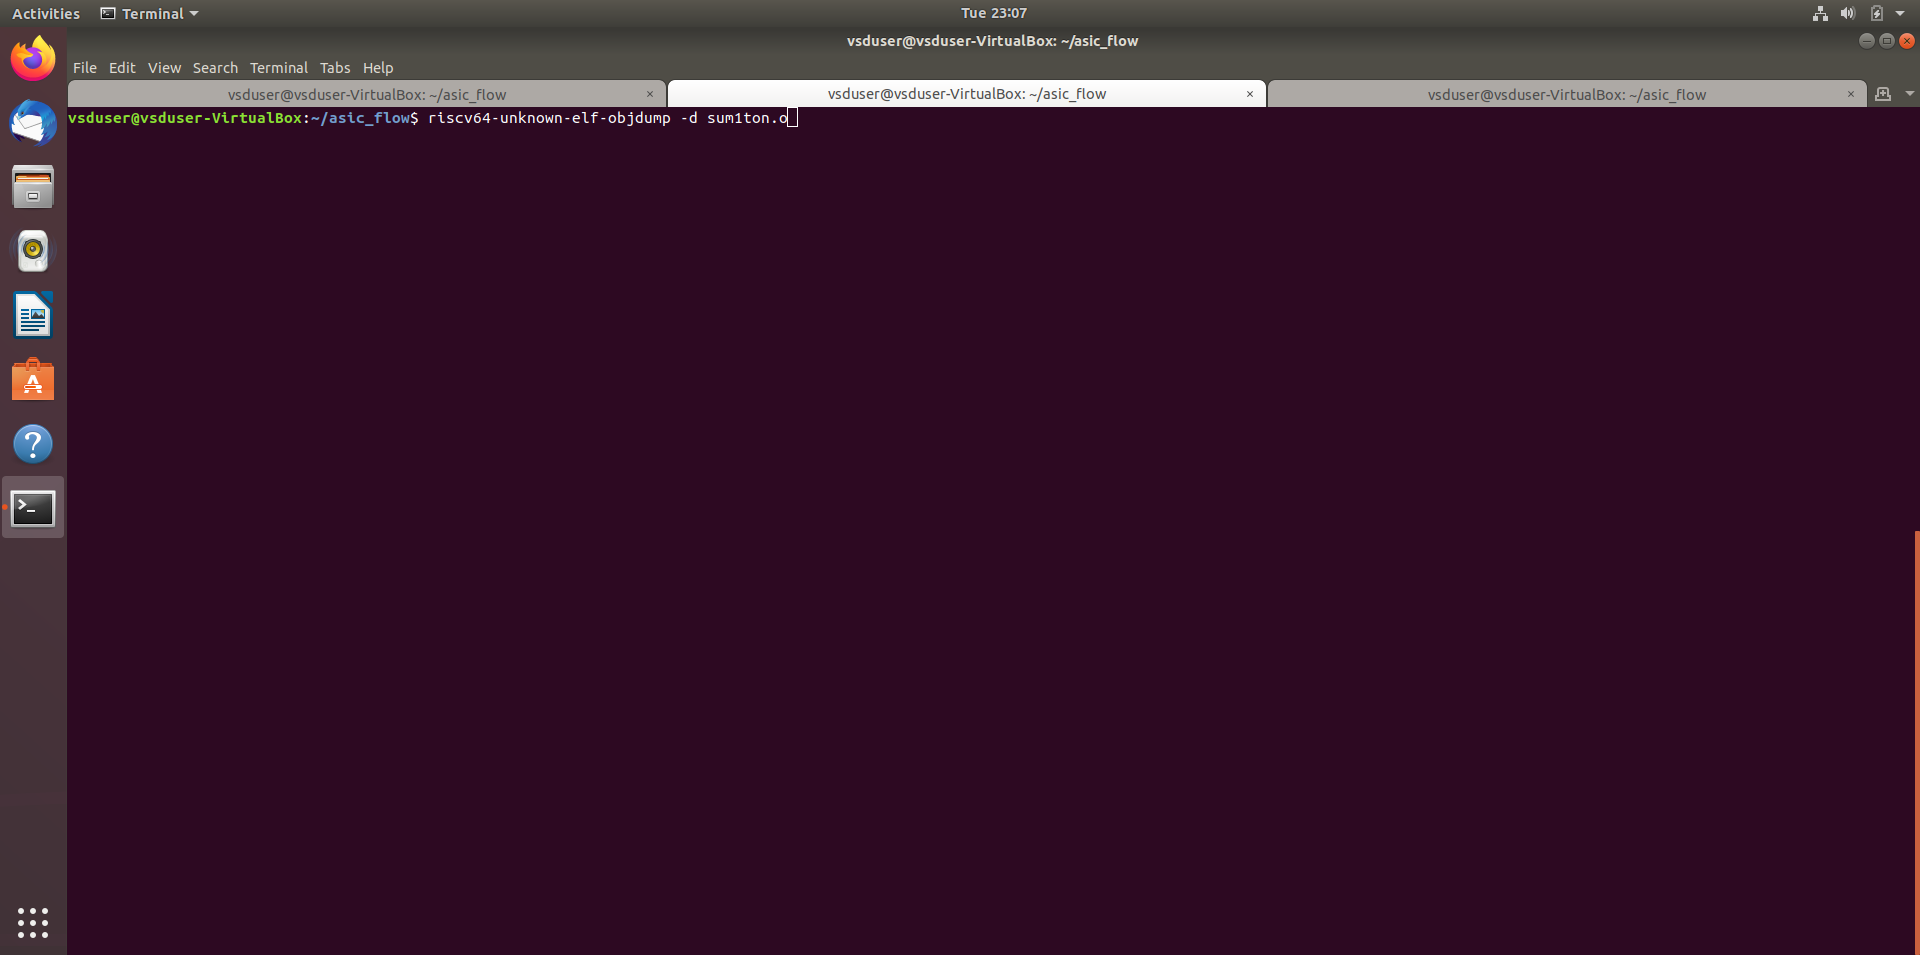 Activities Terminal Tue 23:07
vsduser@vsduser-VirtualBox: ~/asic_flow
File Edit View Search Terminal Tabs Help
vsduser@vsduser-VirtualBox: ~/asic_flow × vsduser@vsduser-VirtualBox: ~/asic_flow × vsduser@vsduser-VirtualBox: ~/asic_flow ×
vsduser@vsduser-VirtualBox:~/asic_flow$ riscv64-unknown-elf-objdump -d sum1ton.o